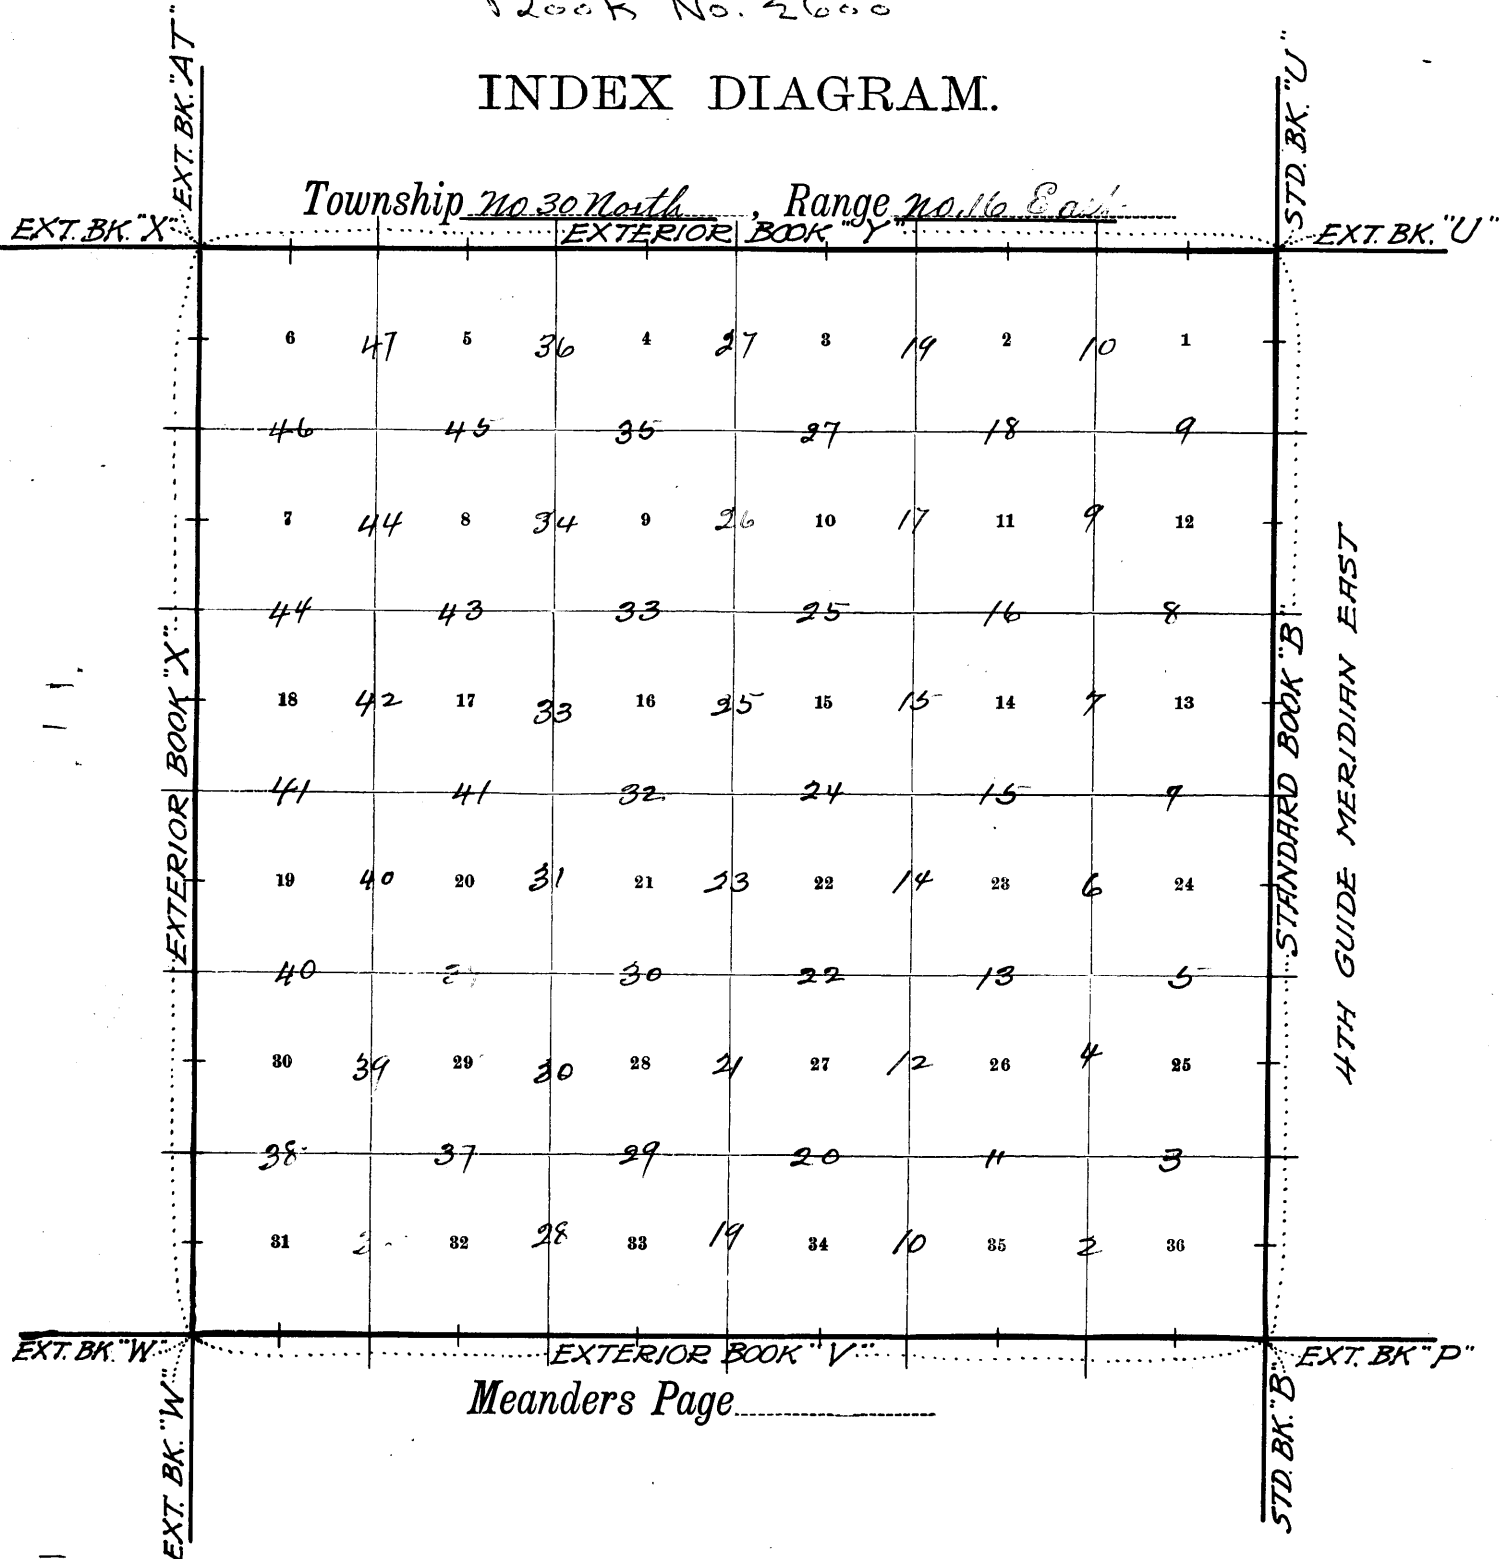 Book No. 2600
INDEX DIAGRAM.
EXT. BK. "AT"
STD. BK. "U"
Township No 30 North, Range No. 16 East
EXT. BK. "X"
EXTERIOR BOOK "Y"
EXT. BK. "U"
6 47 5 36 4 27 3 19 2 10 1
46 45 35 27 18 9
7 44 8 34 9 26 10 17 11 9 12
44 43 33 25 16 8
18 42 17 33 16 25 15 15 14 7 13
41 41 32 24 15 7
19 40 20 31 21 23 22 14 23 6 24
40 30 22 13 5
30 39 29 30 28 21 27 12 26 4 25
38 37 29 20 11 3
31 32 28 33 19 34 10 35 2 36
EXTERIOR BOOK "X"
STANDARD BOOK "B"
4TH GUIDE MERIDIAN EAST
EXT. BK. "W"
EXTERIOR BOOK "V"
EXT. BK "P"
Meanders Page
EXT. BK. "W"
STD. BK. "B"